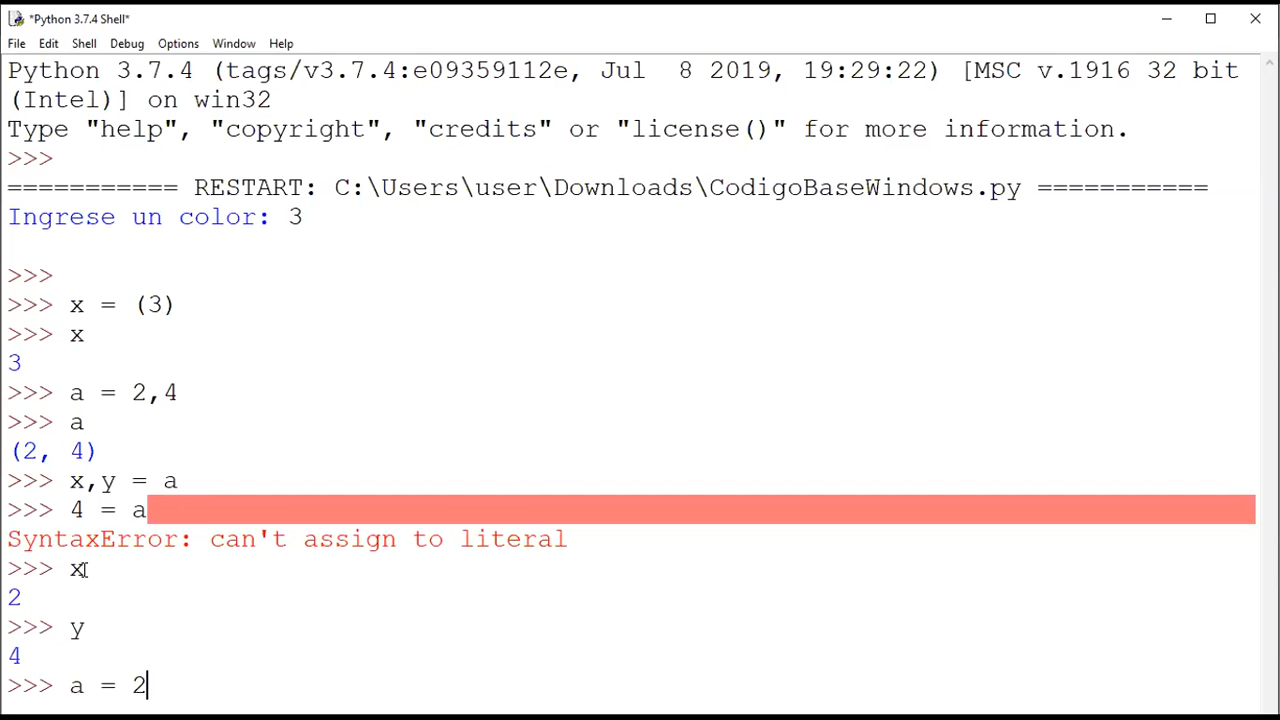 *Python 3.7.4 Shell*
File Edit Shell Debug Options Window Help
Python 3.7.4 (tags/v3.7.4:e09359112e, Jul  8 2019, 19:29:22) [MSC v.1916 32 bit
(Intel)] on win32
Type "help", "copyright", "credits" or "license()" for more information.
>>>
=========== RESTART: C:\Users\user\Downloads\CodigoBaseWindows.py ===========
Ingrese un color: 3
>>>
>>> x = (3)
>>> x
3
>>> a = 2,4
>>> a
(2, 4)
>>> x,y = a
>>> 4 = a
SyntaxError: can't assign to literal
>>> x
2
>>> y
4
>>> a = 2